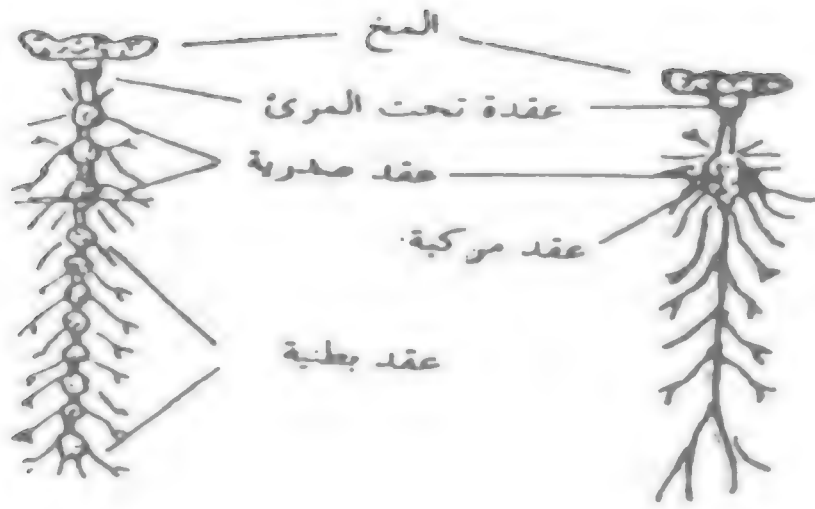 المخ
عقدة تحت المرئ
عقد صدرية
عقد مركبة
عقد بطنية